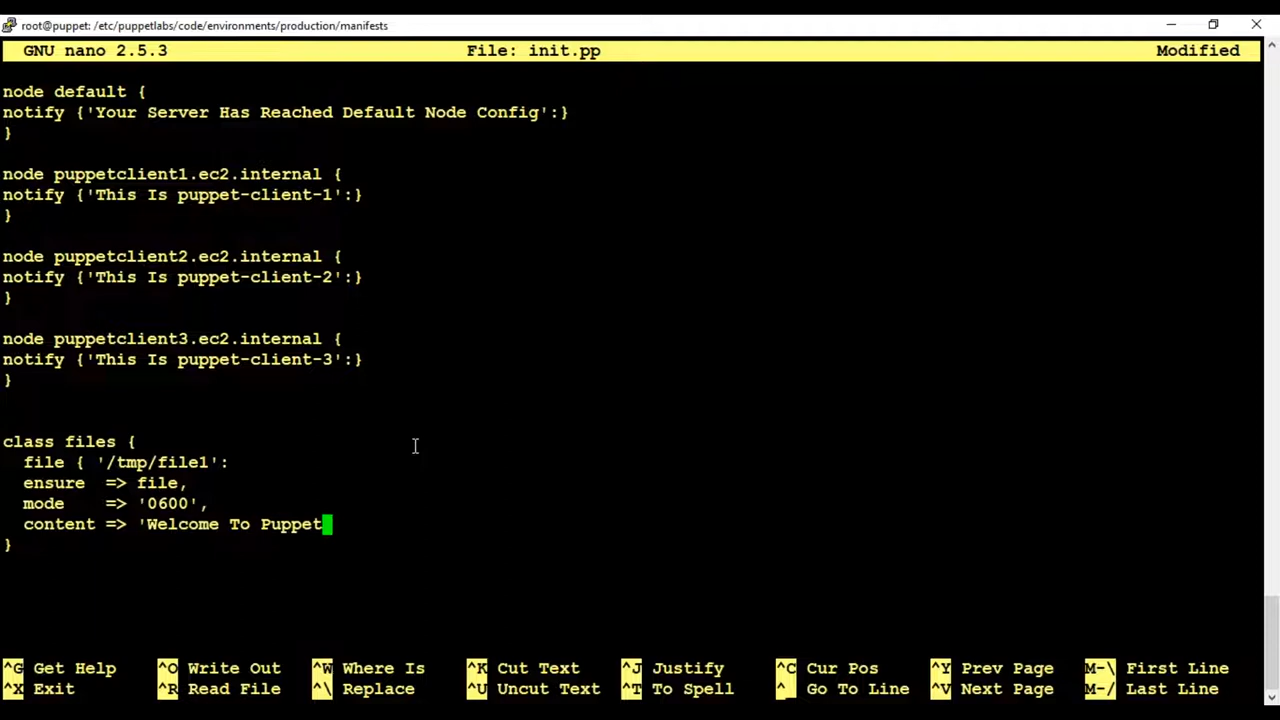 root@puppet: /etc/puppetlabs/code/environments/production/manifests
GNU nano 2.5.3 File: init.pp Modified
node default {
notify {'Your Server Has Reached Default Node Config':}
}
node puppetclient1.ec2.internal {
notify {'This Is puppet-client-1':}
}
node puppetclient2.ec2.internal {
notify {'This Is puppet-client-2':}
}
node puppetclient3.ec2.internal {
notify {'This Is puppet-client-3':}
}
class files {
file { '/tmp/file1':
ensure => file,
mode => '0600',
content => 'Welcome To Puppet
}
^G Get Help ^O Write Out ^W Where Is ^K Cut Text ^J Justify ^C Cur Pos ^Y Prev Page M-\ First Line
^X Exit ^R Read File ^\ Replace ^U Uncut Text ^T To Spell ^_ Go To Line ^V Next Page M-/ Last Line